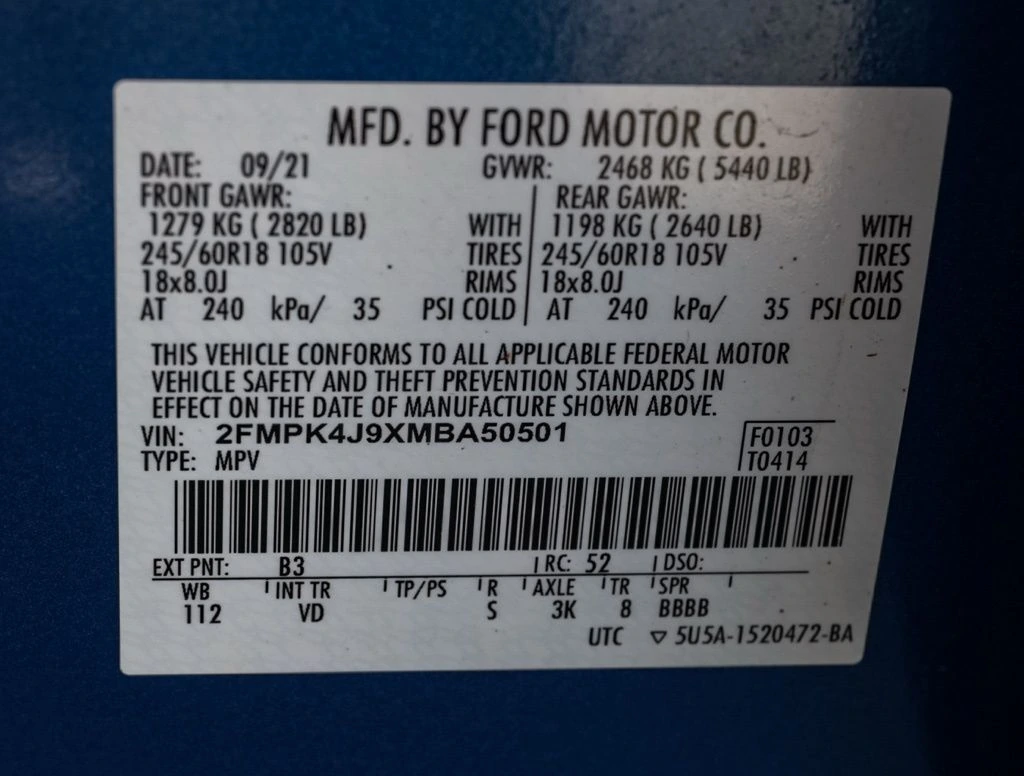 MFD. BY FORD MOTOR CO.
DATE: 09/21 GVWR: 2468 KG ( 5440 LB)
FRONT GAWR: REAR GAWR:
1279 KG ( 2820 LB) WITH 1198 KG ( 2640 LB) WITH
245/60R18 105V TIRES 245/60R18 105V TIRES
18x8.0J RIMS 18x8.0J RIMS
AT 240 kPa/ 35 PSI COLD AT 240 kPa/ 35 PSI COLD
THIS VEHICLE CONFORMS TO ALL APPLICABLE FEDERAL MOTOR
VEHICLE SAFETY AND THEFT PREVENTION STANDARDS IN
EFFECT ON THE DATE OF MANUFACTURE SHOWN ABOVE.
VIN: 2FMPK4J9XMBA50501 F0103
TYPE: MPV T0414
EXT PNT: B3 RC: 52 DSO:
WB INT TR TP/PS R AXLE TR SPR
112 VD S 3K 8 BBBB
UTC ▽ 5U5A-1520472-BA